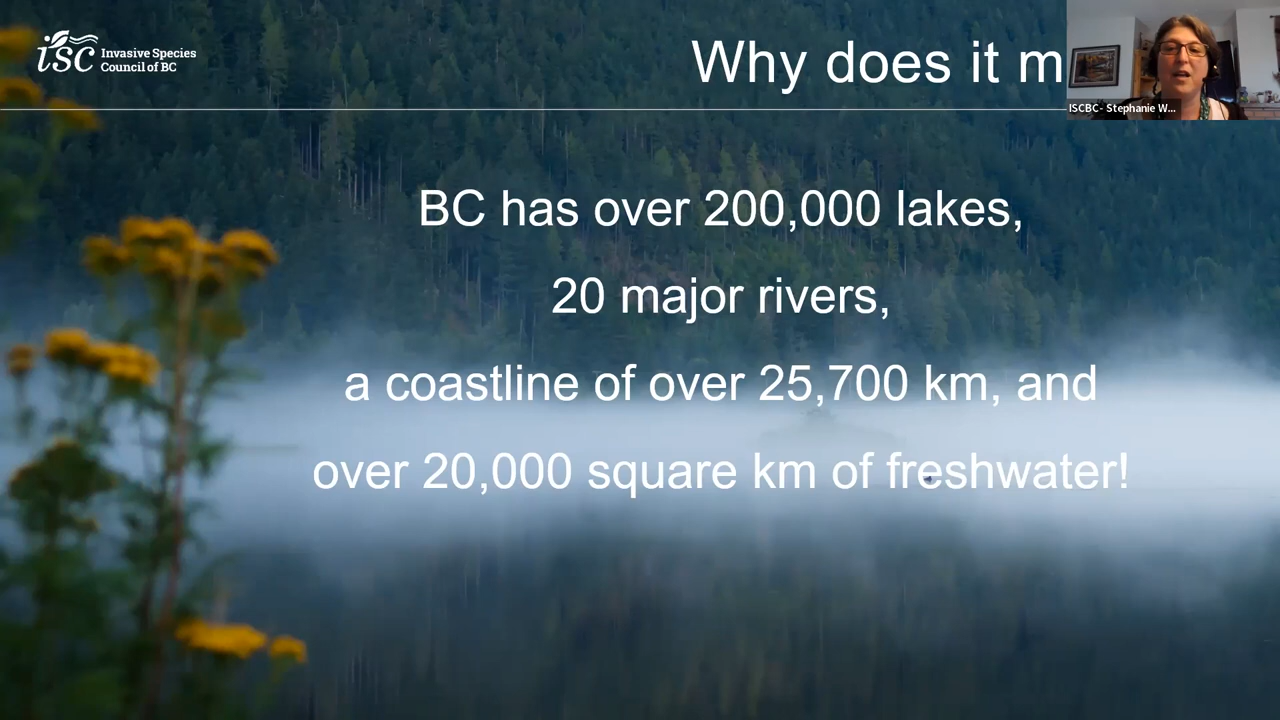 isc Invasive Species
Council of BC
Why does it m
ISCBC- Stephanie W...
BC has over 200,000 lakes,
20 major rivers,
a coastline of over 25,700 km, and
over 20,000 square km of freshwater!